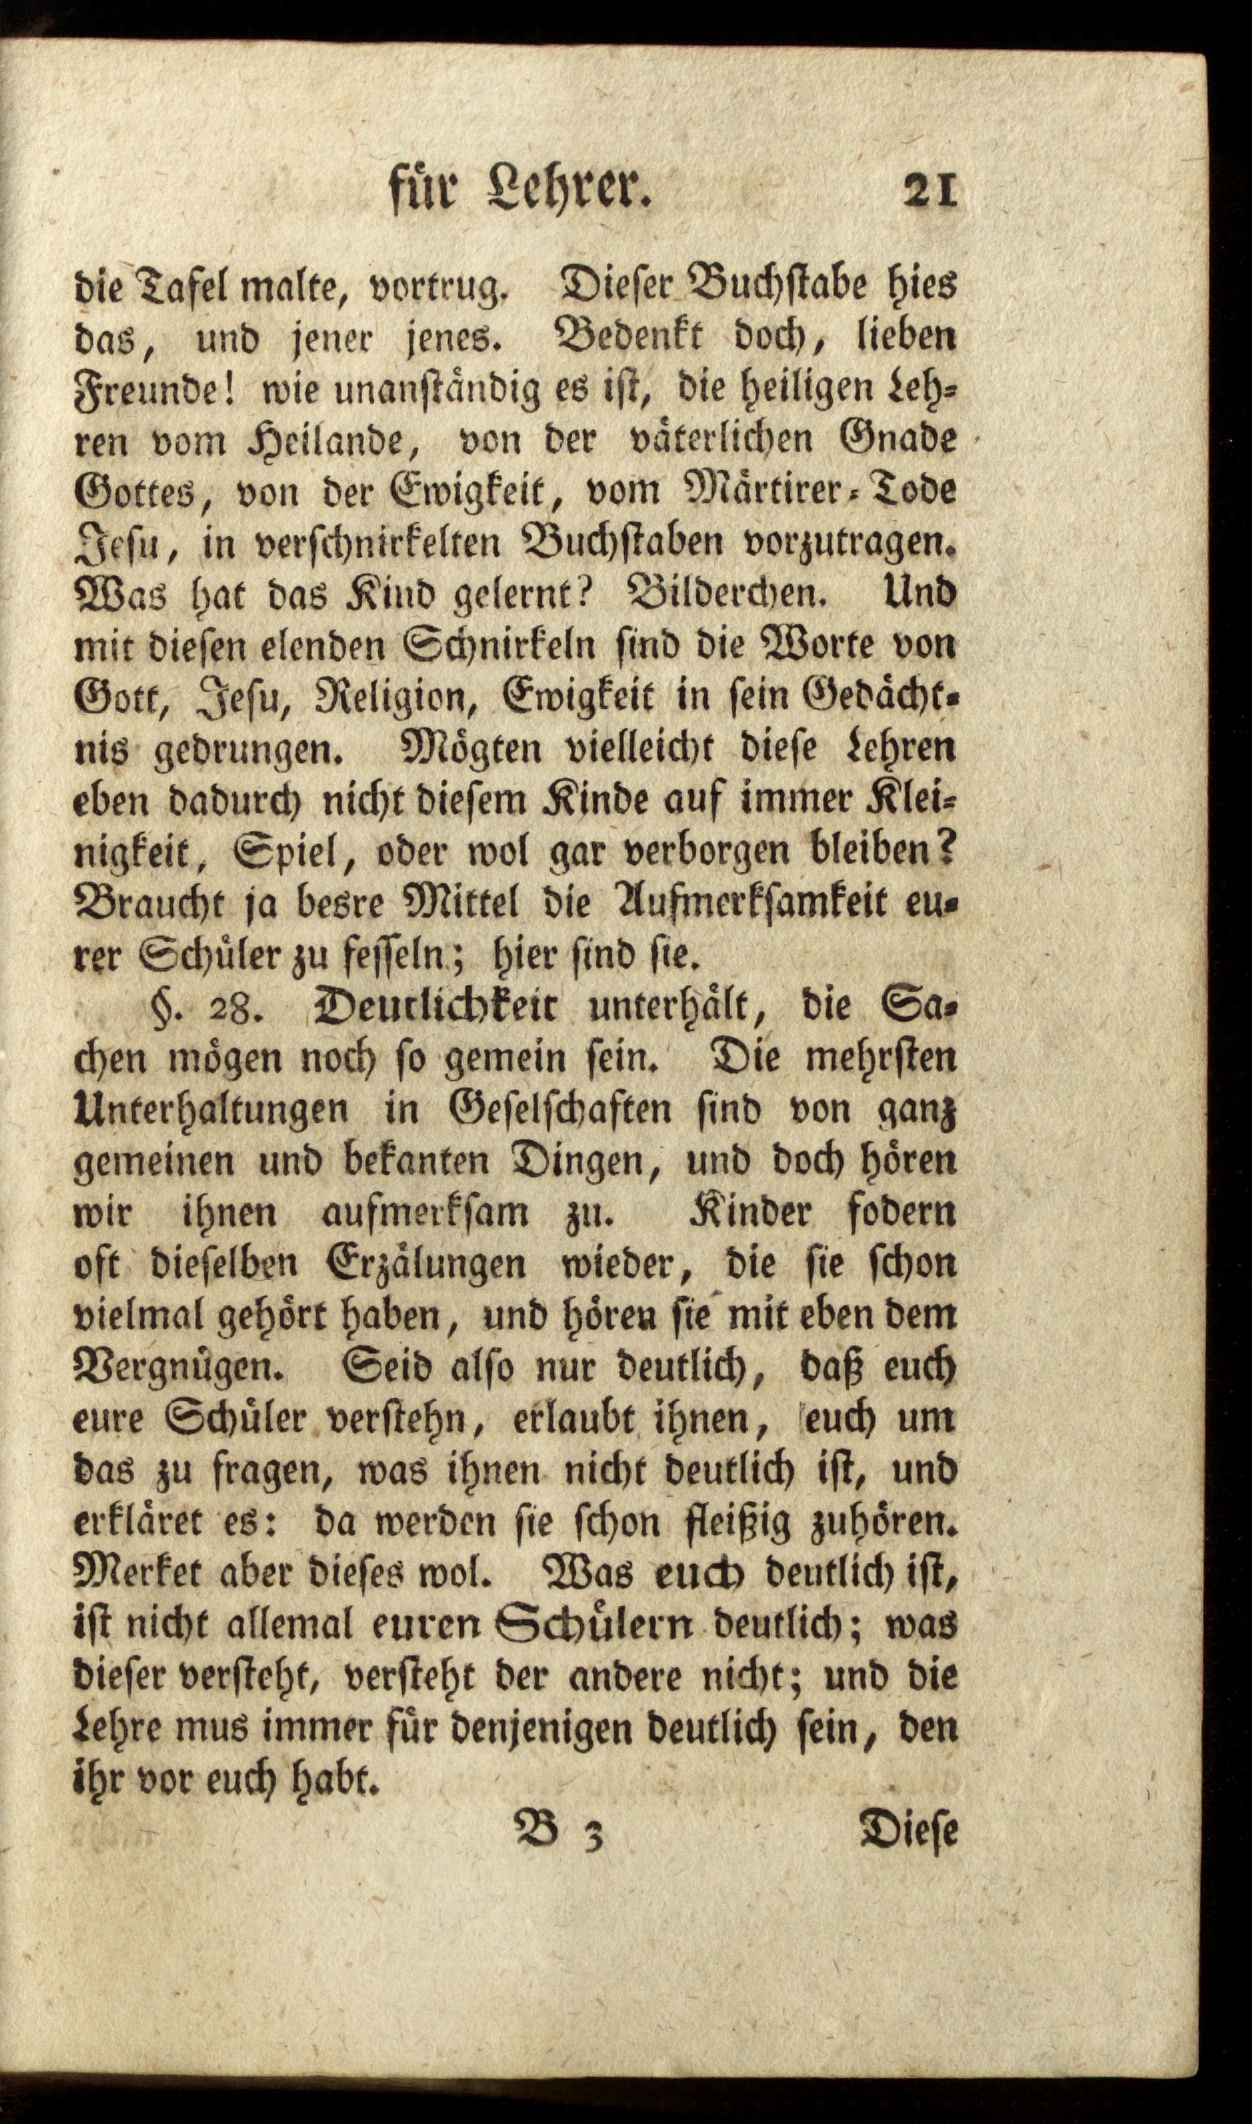 für Lehrer. 21
die Tafel malte, vortrug. Dieser Buchstabe hies
das, und jener jenes. Bedenkt doch, lieben
Freunde! wie unanständig es ist, die heiligen Leh-
ren vom Heilande, von der väterlichen Gnade
Gottes, von der Ewigkeit, vom Märtirer-Tode
Jesu, in verschnirkelten Buchstaben vorzutragen.
Was hat das Kind gelernt? Bilderchen. Und
mit diesen elenden Schnirkeln sind die Worte von
Gott, Jesu, Religion, Ewigkeit in sein Gedächt-
nis gedrungen. Mögten vielleicht diese Lehren
eben dadurch nicht diesem Kinde auf immer Klei-
nigkeit, Spiel, oder wol gar verborgen bleiben?
Braucht ja besre Mittel die Aufmerksamkeit eu-
rer Schüler zu fesseln; hier sind sie.
§. 28. Deutlichkeit unterhält, die Sa-
chen mögen noch so gemein sein. Die mehrsten
Unterhaltungen in Geselschaften sind von ganz
gemeinen und bekanten Dingen, und doch hören
wir ihnen aufmerksam zu. Kinder fodern
oft dieselben Erzälungen wieder, die sie schon
vielmal gehört haben, und hören sie mit eben dem
Vergnügen. Seid also nur deutlich, daß euch
eure Schüler verstehn, erlaubt ihnen, euch um
das zu fragen, was ihnen nicht deutlich ist, und
erkläret es: da werden sie schon fleißig zuhören.
Merket aber dieses wol. Was euch deutlich ist,
ist nicht allemal euren Schülern deutlich; was
dieser versteht, versteht der andere nicht; und die
Lehre mus immer für denjenigen deutlich sein, den
ihr vor euch habt.
B 3 Diese